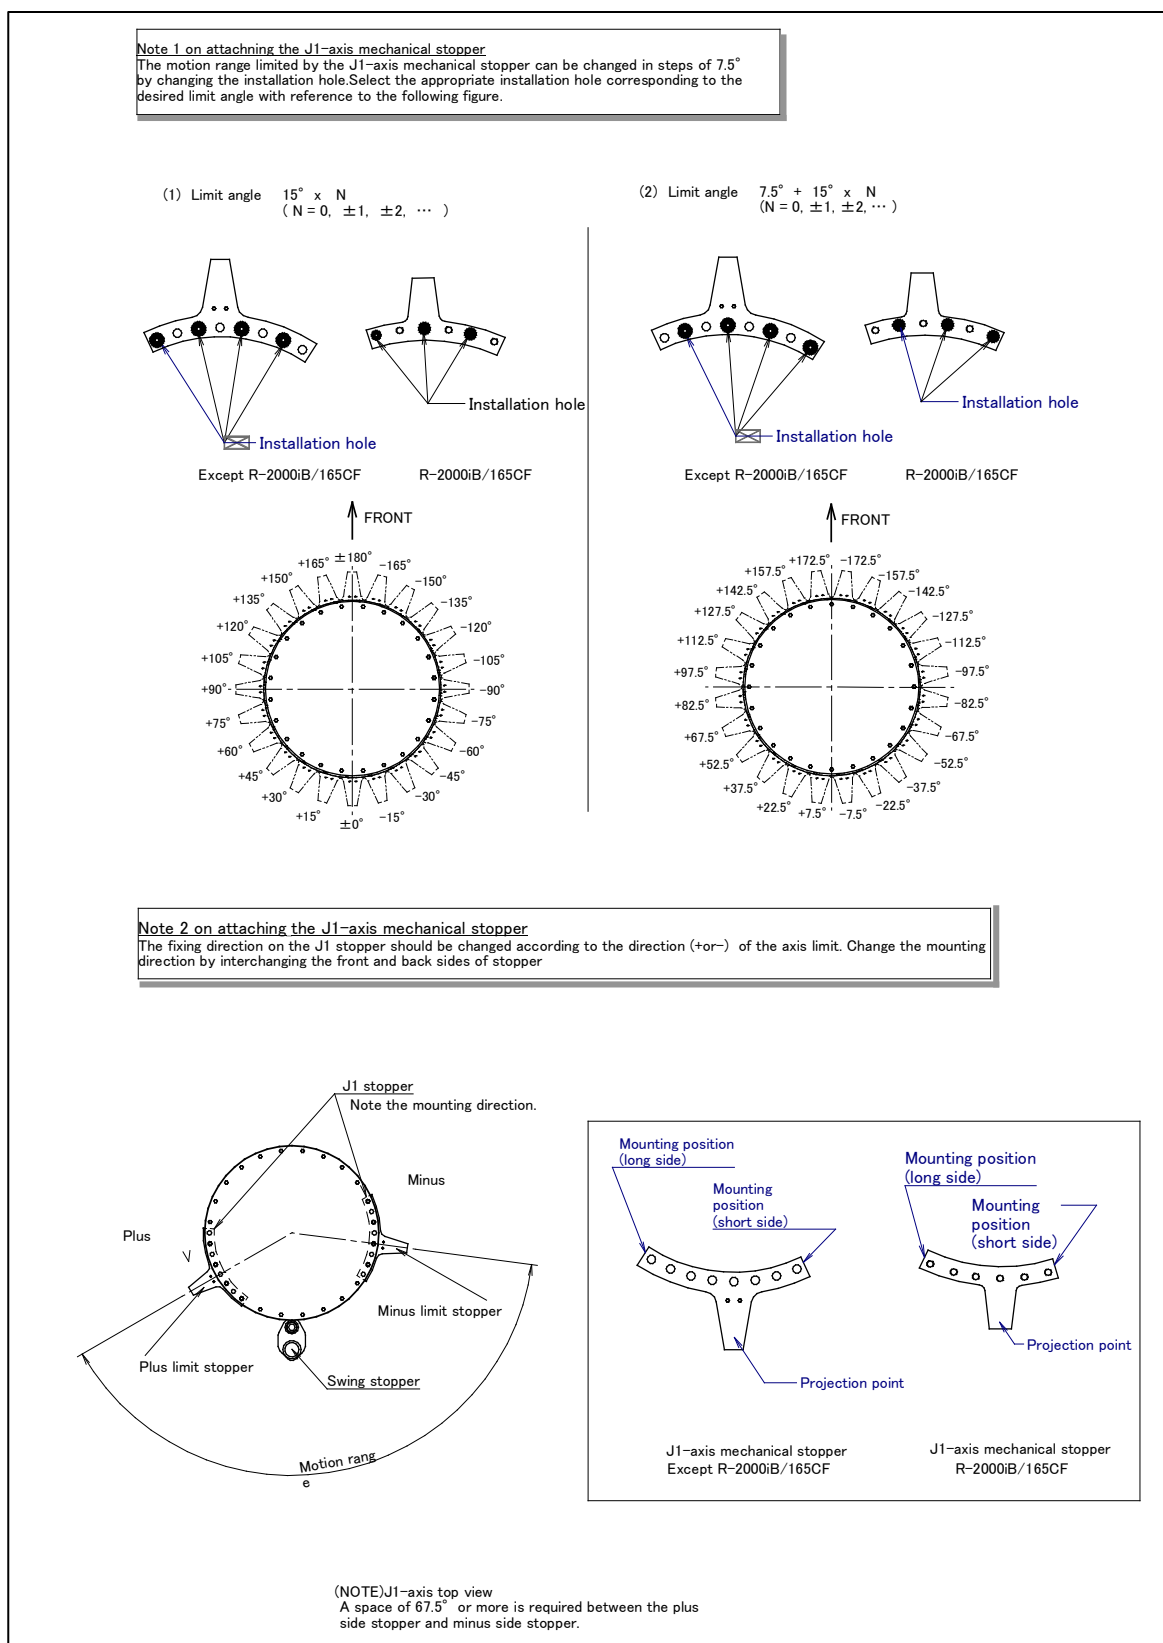 Note 1 on attachning the J1-axis mechanical stopper
The motion range limited by the J1-axis mechanical stopper can be changed in steps of 7.5°
by changing the installation hole.Select the appropriate installation hole corresponding to the
desired limit angle with reference to the following figure.
(1) Limit angle 15° x N
( N = 0, ±1, ±2, ··· )
Installation hole
Installation hole
Except R-2000iB/165CF
R-2000iB/165CF
FRONT
±180°
+165°
-165°
+150°
-150°
+135°
-135°
+120°
-120°
+105°
-105°
+90°
-90°
+75°
-75°
+60°
-60°
+45°
-45°
+30°
-30°
+15°
-15°
±0°
(2) Limit angle 7.5° + 15° x N
(N = 0, ±1, ±2, ··· )
Installation hole
Installation hole
Except R-2000iB/165CF
R-2000iB/165CF
FRONT
+172.5°
-172.5°
+157.5°
-157.5°
+142.5°
-142.5°
+127.5°
-127.5°
+112.5°
-112.5°
+97.5°
-97.5°
+82.5°
-82.5°
+67.5°
-67.5°
+52.5°
-52.5°
+37.5°
-37.5°
+22.5°
-22.5°
+7.5°
-7.5°
Note 2 on attaching the J1-axis mechanical stopper
The fixing direction on the J1 stopper should be changed according to the direction (+or-) of the axis limit. Change the mounting
direction by interchanging the front and back sides of stopper
J1 stopper
Note the mounting direction.
Minus
Plus
V
Minus limit stopper
Plus limit stopper
Swing stopper
Motion rang
e
Mounting position
(long side)
Mounting
position
(short side)
Projection point
J1-axis mechanical stopper
Except R-2000iB/165CF
Mounting position
(long side)
Mounting
position
(short side)
Projection point
J1-axis mechanical stopper
R-2000iB/165CF
(NOTE)J1-axis top view
A space of 67.5° or more is required between the plus
side stopper and minus side stopper.